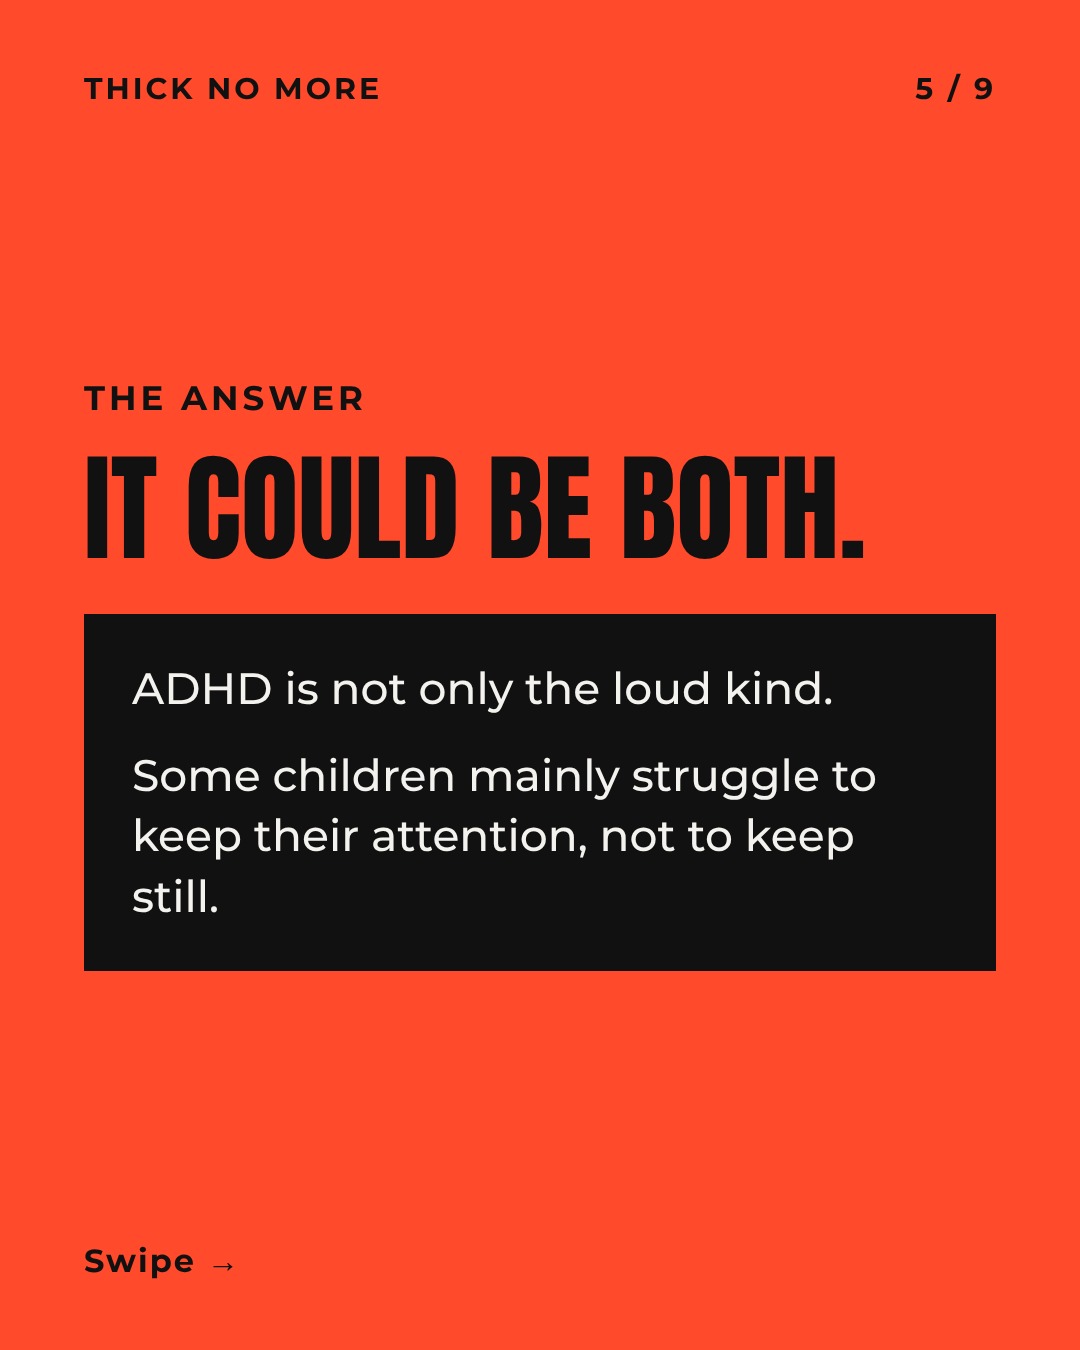 THICK NO MORE
5 / 9
THE ANSWER
IT COULD BE BOTH.
ADHD is not only the loud kind.
Some children mainly struggle to
keep their attention, not to keep
still.
Swipe →